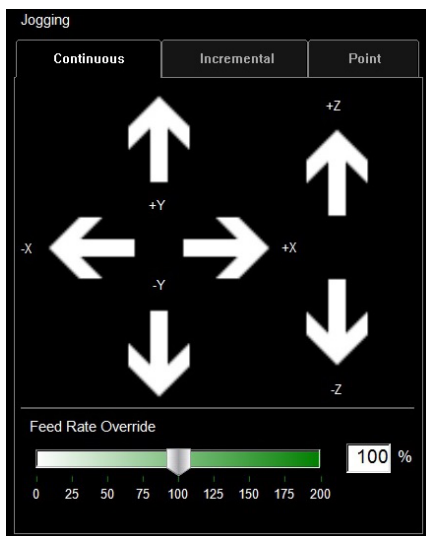 Jogging
Continuous Incremental Point
+Z
+Y
-X +X
-Y
-Z
Feed Rate Override
100 %
0 25 50 75 100 125 150 175 200